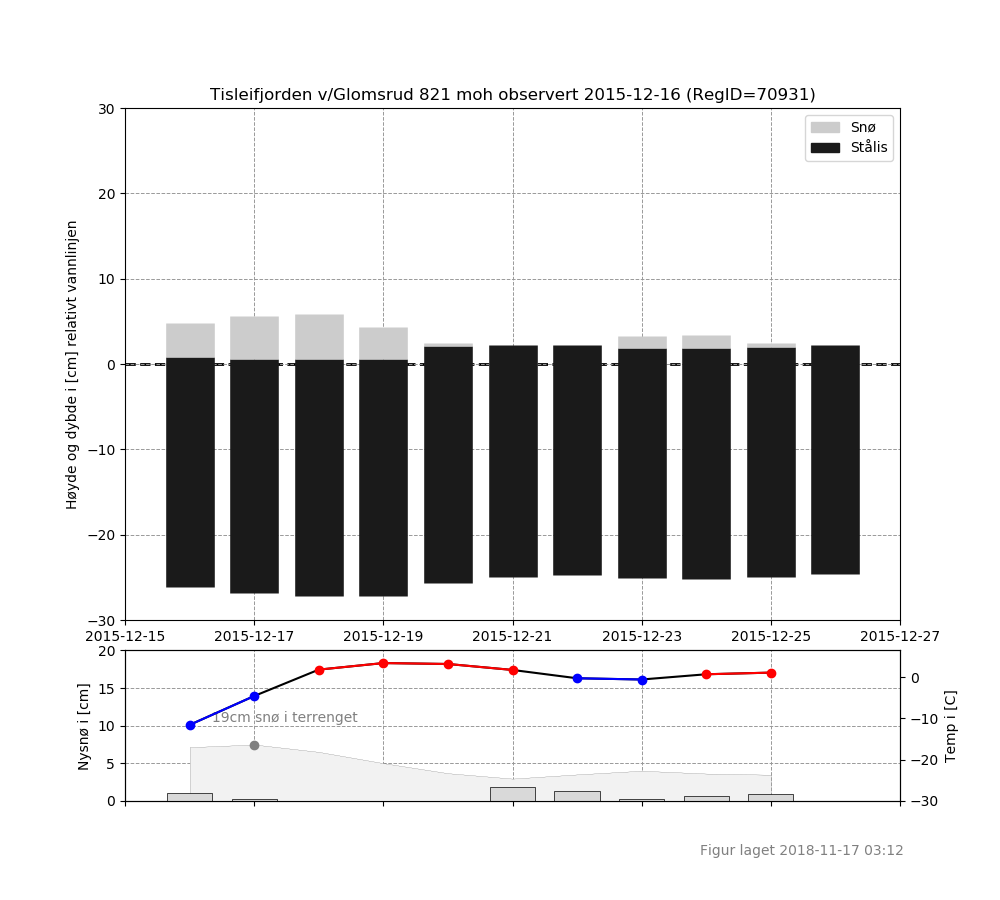 Tisleifjorden v/Glomsrud 821 moh observert 2015-12-16 (RegID=70931)
Snø
Stålis
30
20
10
0
−10
−20
−30
Høyde og dybde i [cm] relativt vannlinjen
2015-12-15 2015-12-17 2015-12-19 2015-12-21 2015-12-23 2015-12-25 2015-12-27
20
15
10
5
0
Nysnø i [cm]
19cm snø i terrenget
0
−10
−20
−30
Temp i [C]
Figur laget 2018-11-17 03:12